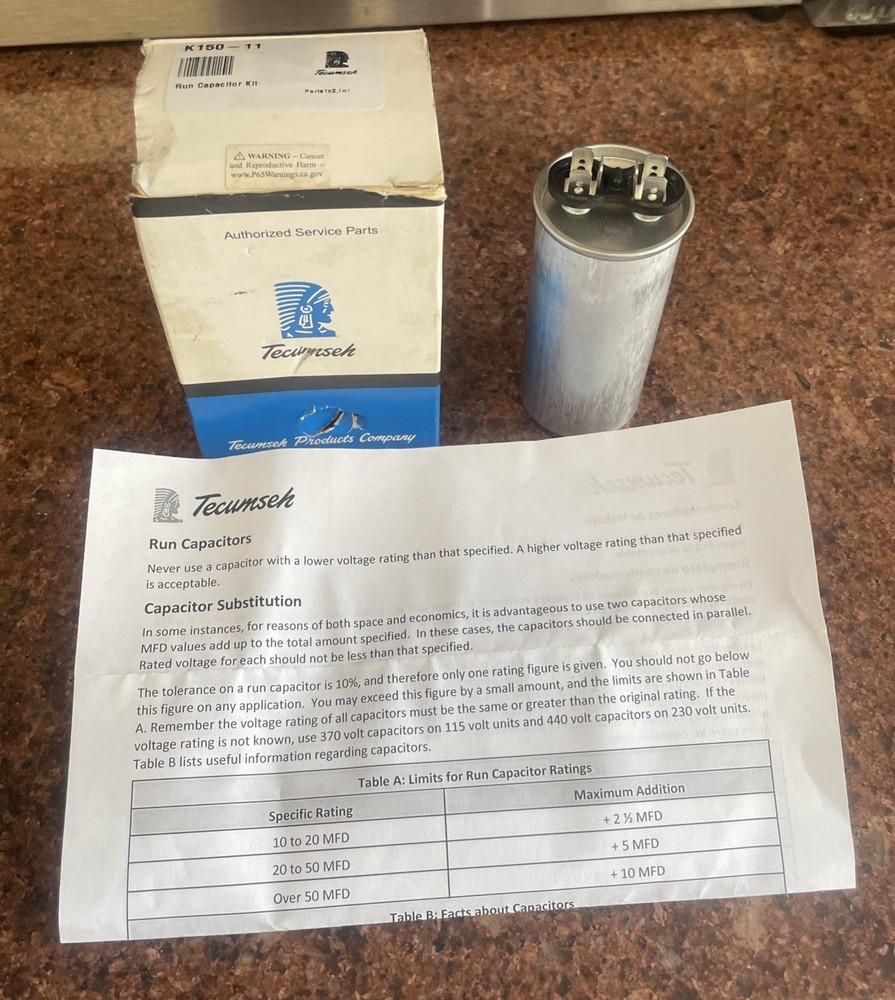 K150-11
Tecumseh
Run Capacitor Kit
⚠ WARNING – Cancer
and Reproductive Harm –
www.P65Warnings.ca.gov
Authorized Service Parts
Tecumseh
Tecumseh Products Company
Tecumseh
Run Capacitors
Never use a capacitor with a lower voltage rating than that specified. A higher voltage rating than that specified
is acceptable.
Capacitor Substitution
In some instances, for reasons of both space and economics, it is advantageous to use two capacitors whose
MFD values add up to the total amount specified. In these cases, the capacitors should be connected in parallel.
Rated voltage for each should not be less than that specified.
The tolerance on a run capacitor is 10%, and therefore only one rating figure is given. You should not go below
this figure on any application. You may exceed this figure by a small amount, and the limits are shown in Table
A. Remember the voltage rating of all capacitors must be the same or greater than the original rating. If the
voltage rating is not known, use 370 volt capacitors on 115 volt units and 440 volt capacitors on 230 volt units.
Table B lists useful information regarding capacitors.
Table A: Limits for Run Capacitor Ratings
Specific Rating Maximum Addition
10 to 20 MFD + 2 ½ MFD
20 to 50 MFD + 5 MFD
Over 50 MFD + 10 MFD
Table B: Facts about Capacitors